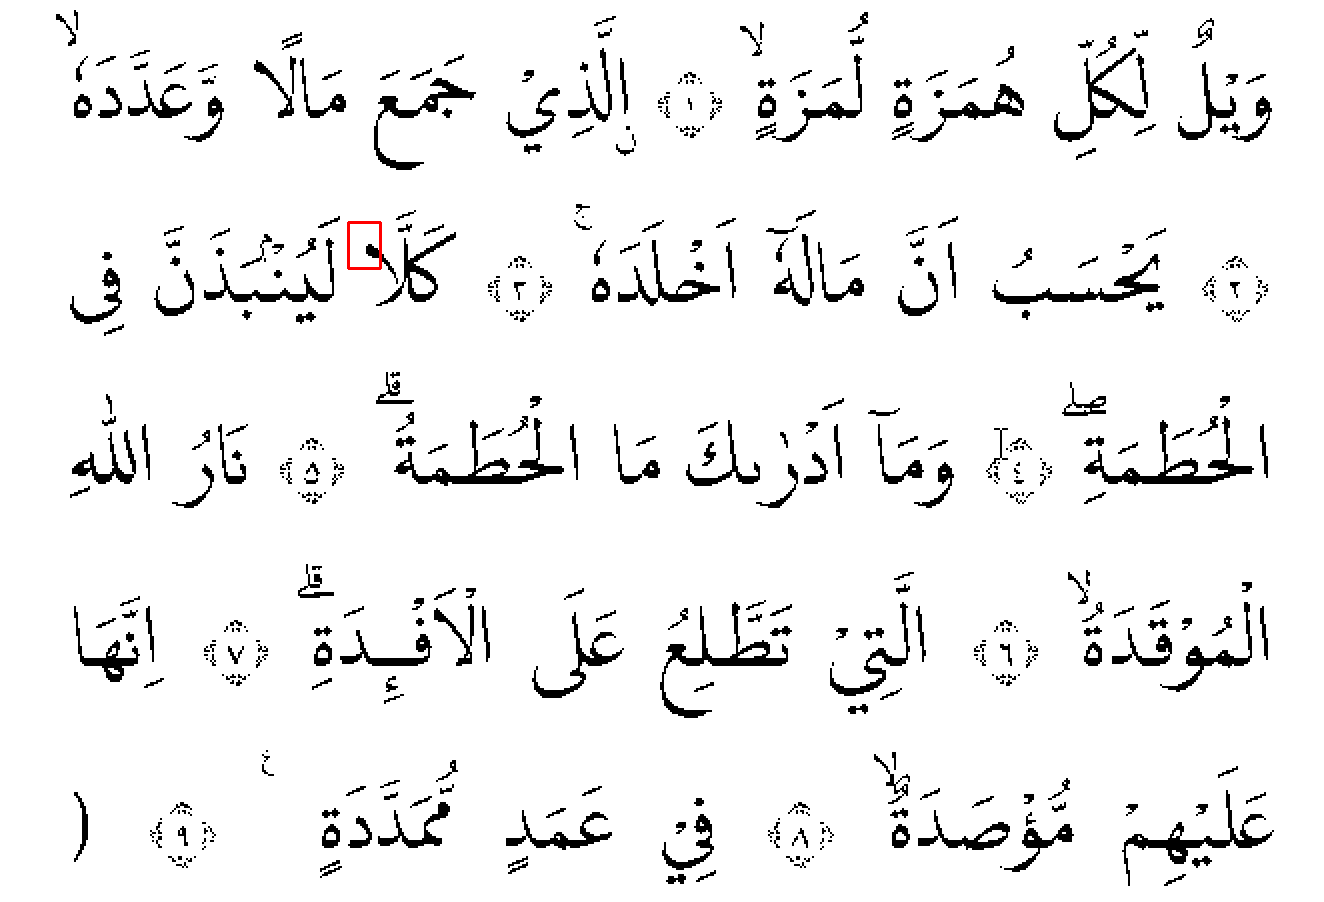 وَيْلٌ لِّكُلِّ هُمَزَةٍ لُّمَزَةٍۙ ۝١ ࣙالَّذِيْ جَمَعَ مَالًا وَّعَدَّدَهٗۙ
۝٢ يَحْسَبُ اَنَّ مَالَهٗٓ اَخْلَدَهٗۚ ۝٣ كَلَّا لَيُنْۢبَذَنَّ فِى
الْحُطَمَةِۖ ۝٤ وَمَآ اَدْرٰىكَ مَا الْحُطَمَةُۗ ۝٥ نَارُ اللّٰهِ
الْمُوْقَدَةُۙ ۝٦ الَّتِيْ تَطَّلِعُ عَلَى الْاَفْـِٕدَةِۗ ۝٧ اِنَّهَا
عَلَيْهِمْ مُّؤْصَدَةٌۙ ۝٨ فِيْ عَمَدٍ مُّمَدَّدَةٍ ࣖ ۝٩ (